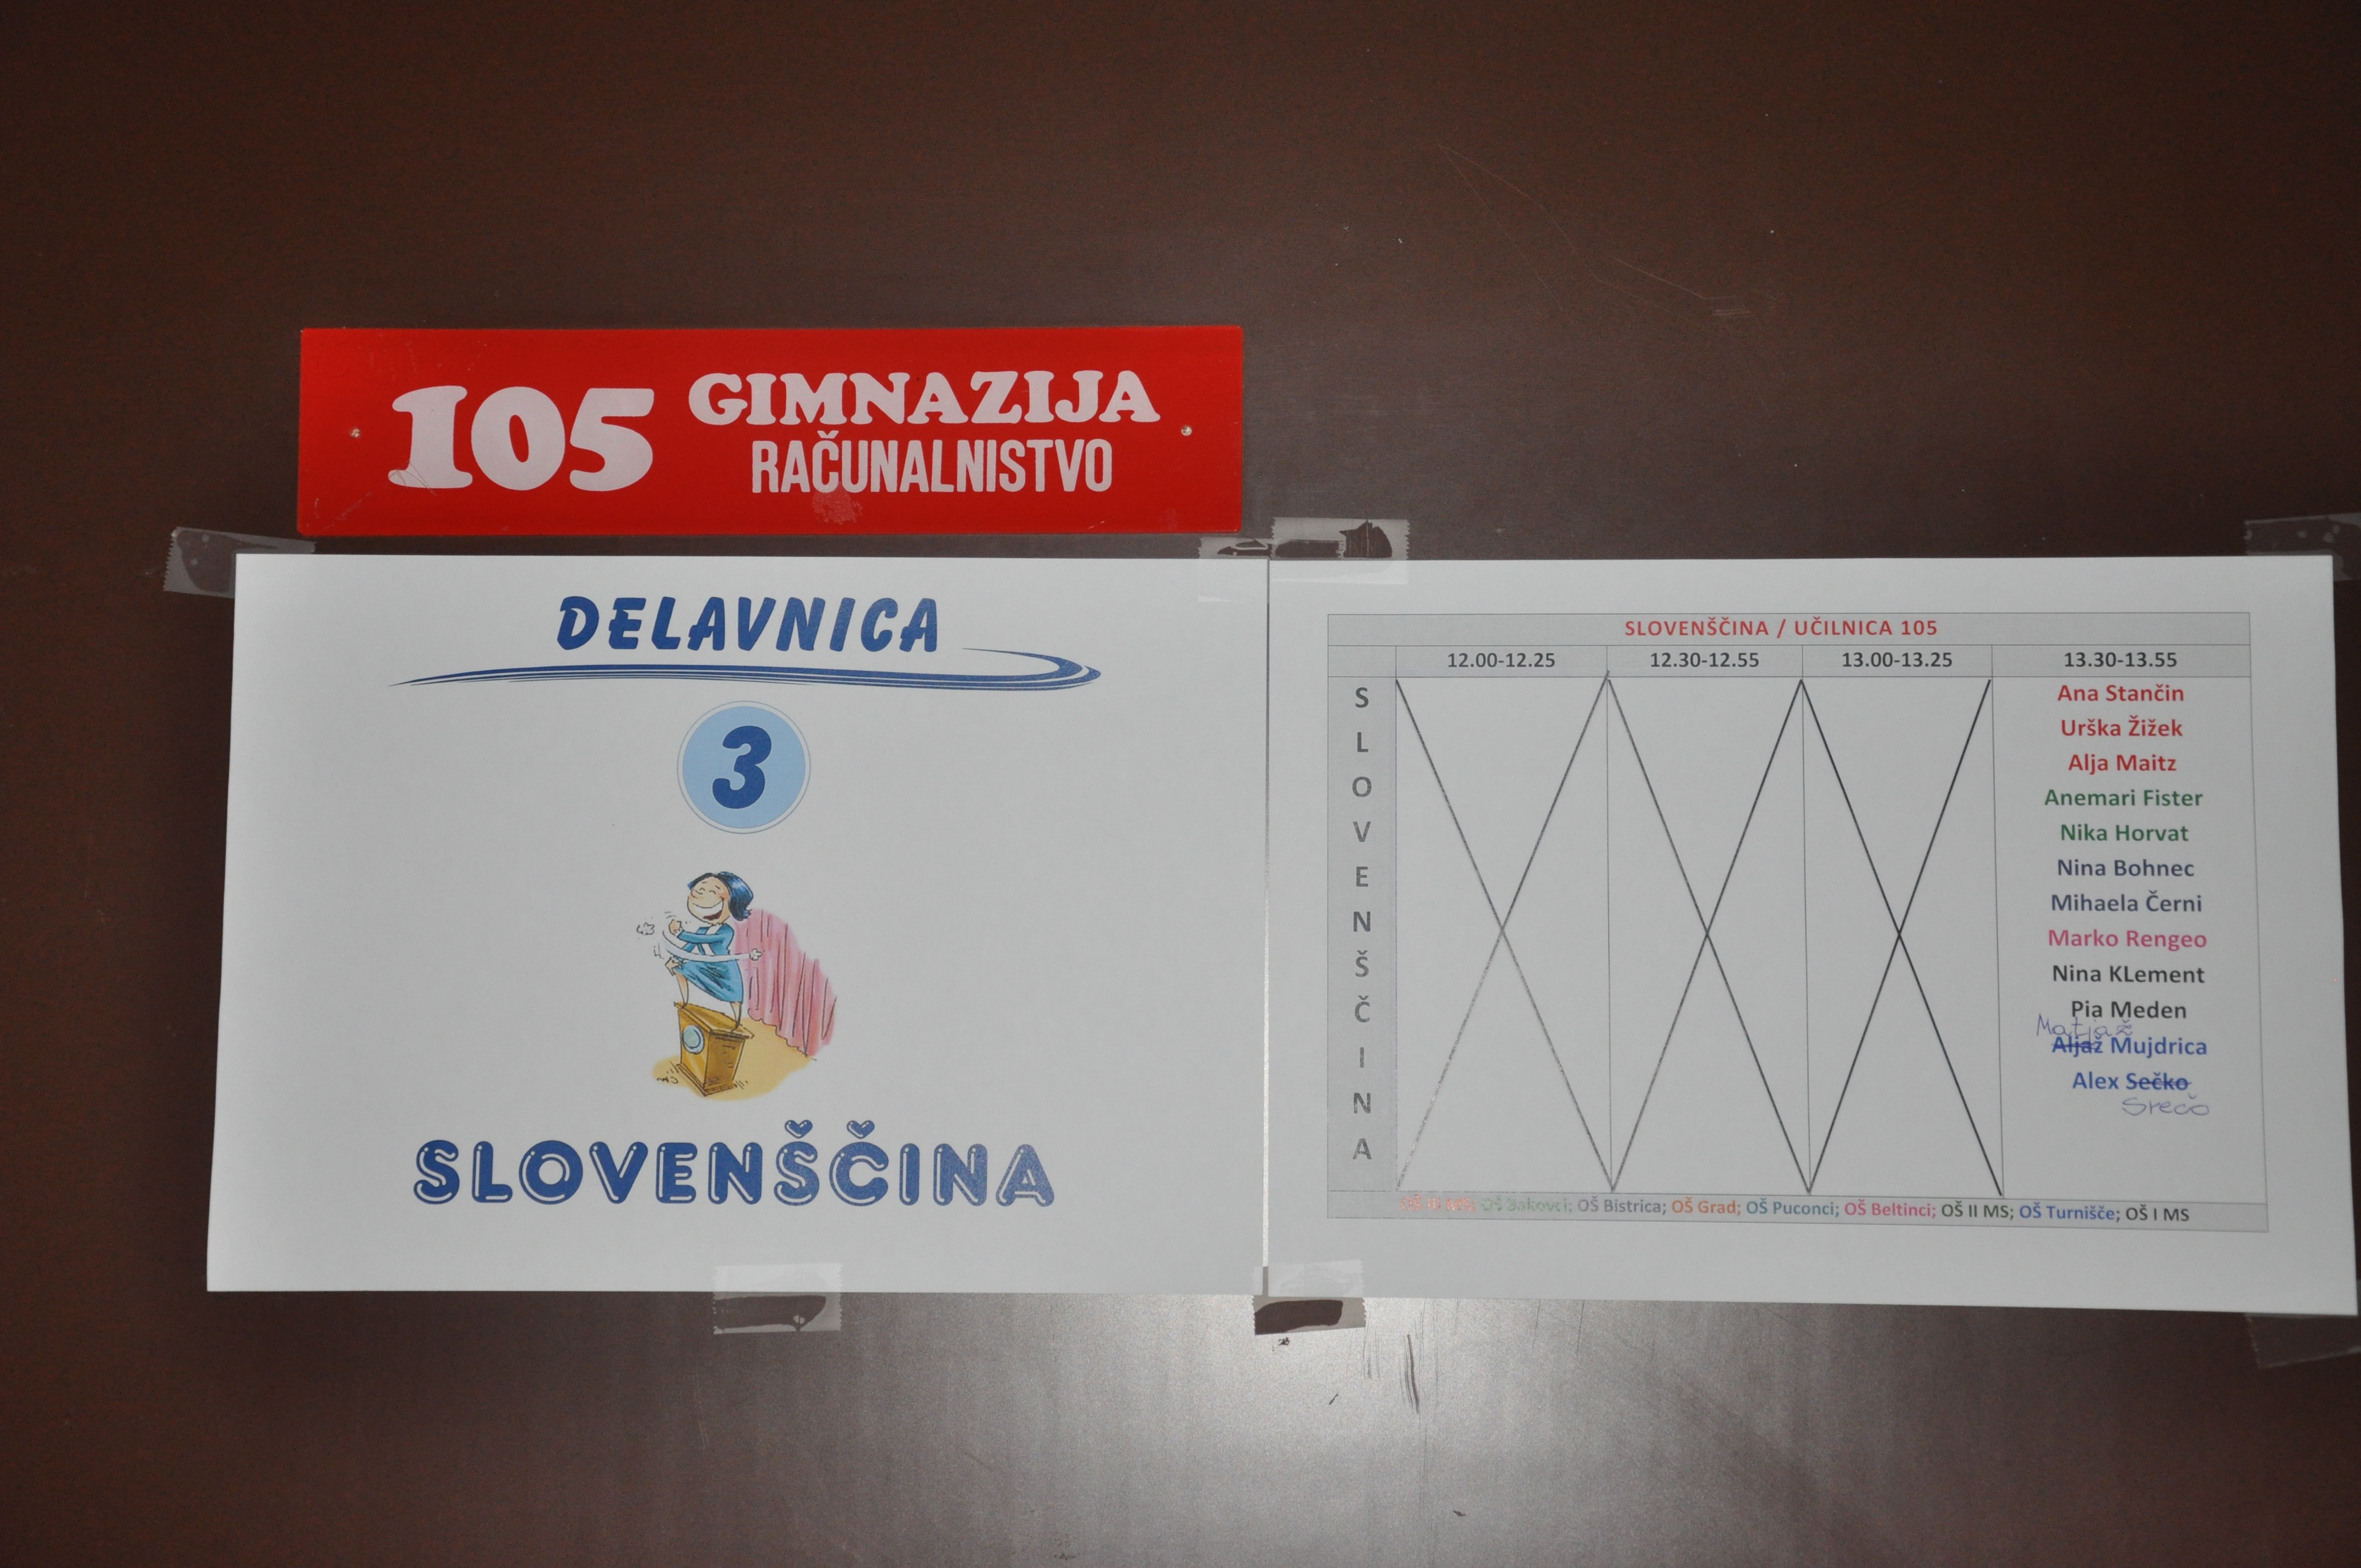 105 GIMNAZIJA
RAČUNALNISTVO
DELAVNICA
3
SLOVENŠČINA
SLOVENŠČINA / UČILNICA 105
12.00-12.25 12.30-12.55 13.00-13.25 13.30-13.55
S
L
O
V
E
N
Š
Č
I
N
A
Ana Stančin
Urška Žižek
Alja Maitz
Anemari Fister
Nika Horvat
Nina Bohnec
Mihaela Černi
Marko Rengeo
Nina KLement
Pia Meden
Matjaž
Aljaž Mujdrica
Alex Sečko
Srečo
OŠ Bakovci; OŠ Bistrica; OŠ Grad; OŠ Puconci; OŠ Beltinci; OŠ II MS; OŠ Turnišče; OŠ I MS